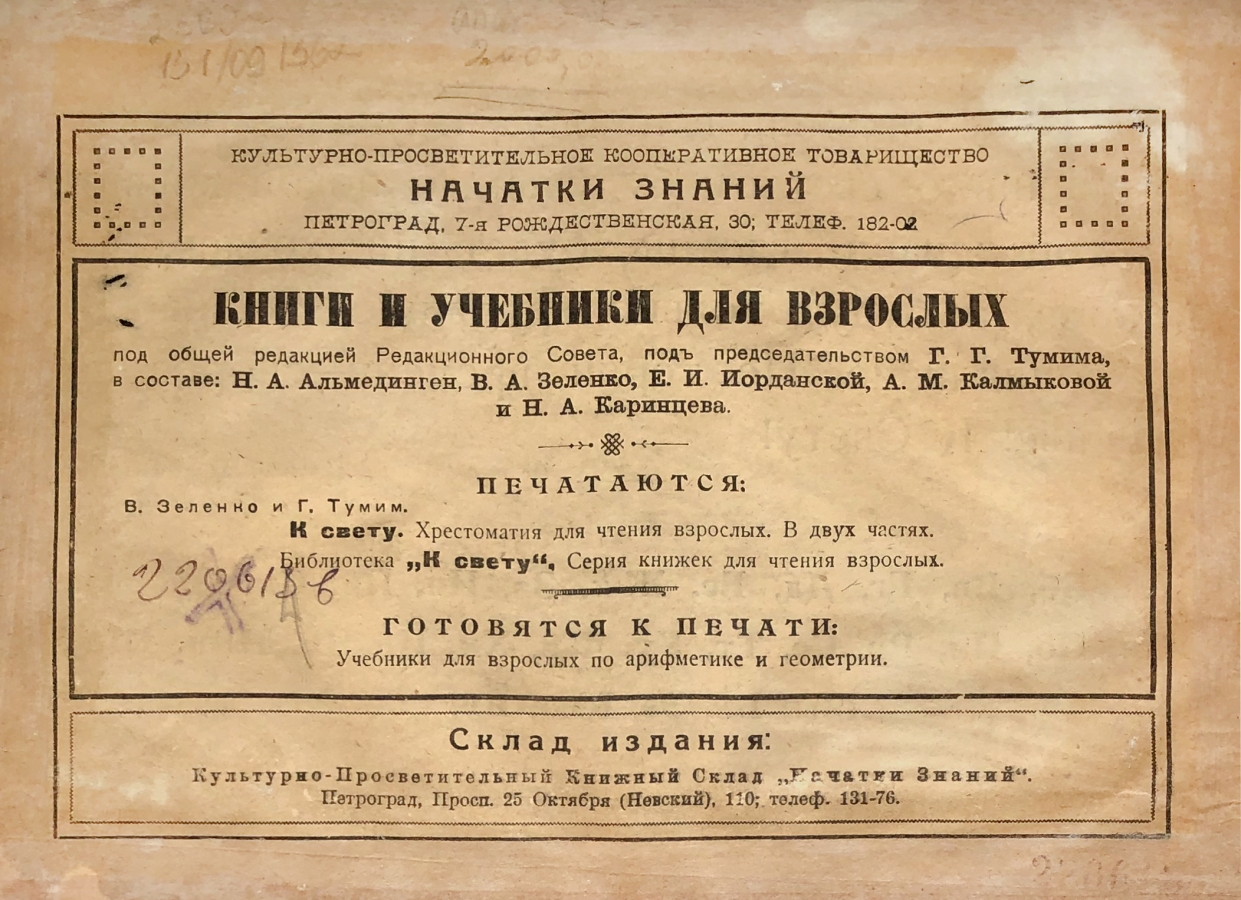 КУЛЬТУРНО-ПРОСВЕТИТЕЛЬНОЕ КООПЕРАТИВНОЕ ТОВАРИЩЕСТВО
НАЧАТКИ ЗНАНИЙ
ПЕТРОГРАД, 7-я РОЖДЕСТВЕНСКАЯ, 30; ТЕЛЕФ. 182-02
КНИГИ И УЧЕБНИКИ ДЛЯ ВЗРОСЛЫХ
под общей редакцией Редакционного Совета, подъ председательством Г. Г. Тумима,
в составе: Н. А. Альмединген, В. А. Зеленко, Е. И. Иорданской, А. М. Калмыковой
и Н. А. Каринцева.
ПЕЧАТАЮТСЯ:
В. Зеленко и Г. Тумим.
К свету. Хрестоматия для чтения взрослых. В двух частях.
Библиотека „К свету“, Серия книжек для чтения взрослых.
ГОТОВЯТСЯ К ПЕЧАТИ:
Учебники для взрослых по арифметике и геометрии.
Склад издания:
Культурно-Просветительный Книжный Склад „Начатки Знаний“.
Петроград, Просп. 25 Октября (Невский), 110; телеф. 131-76.